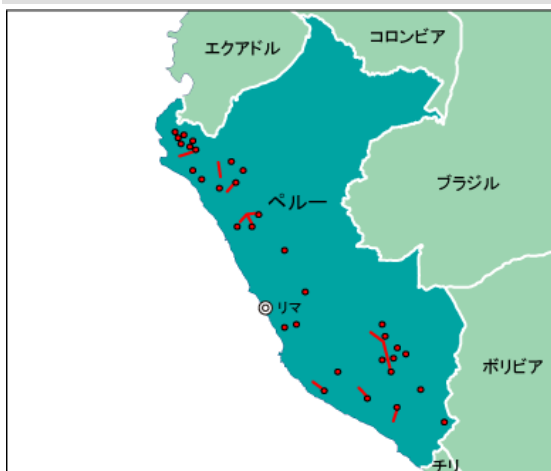 コロンビア
エクアドル
ブラジル
ペルー
リマ
ボリビア
チリ